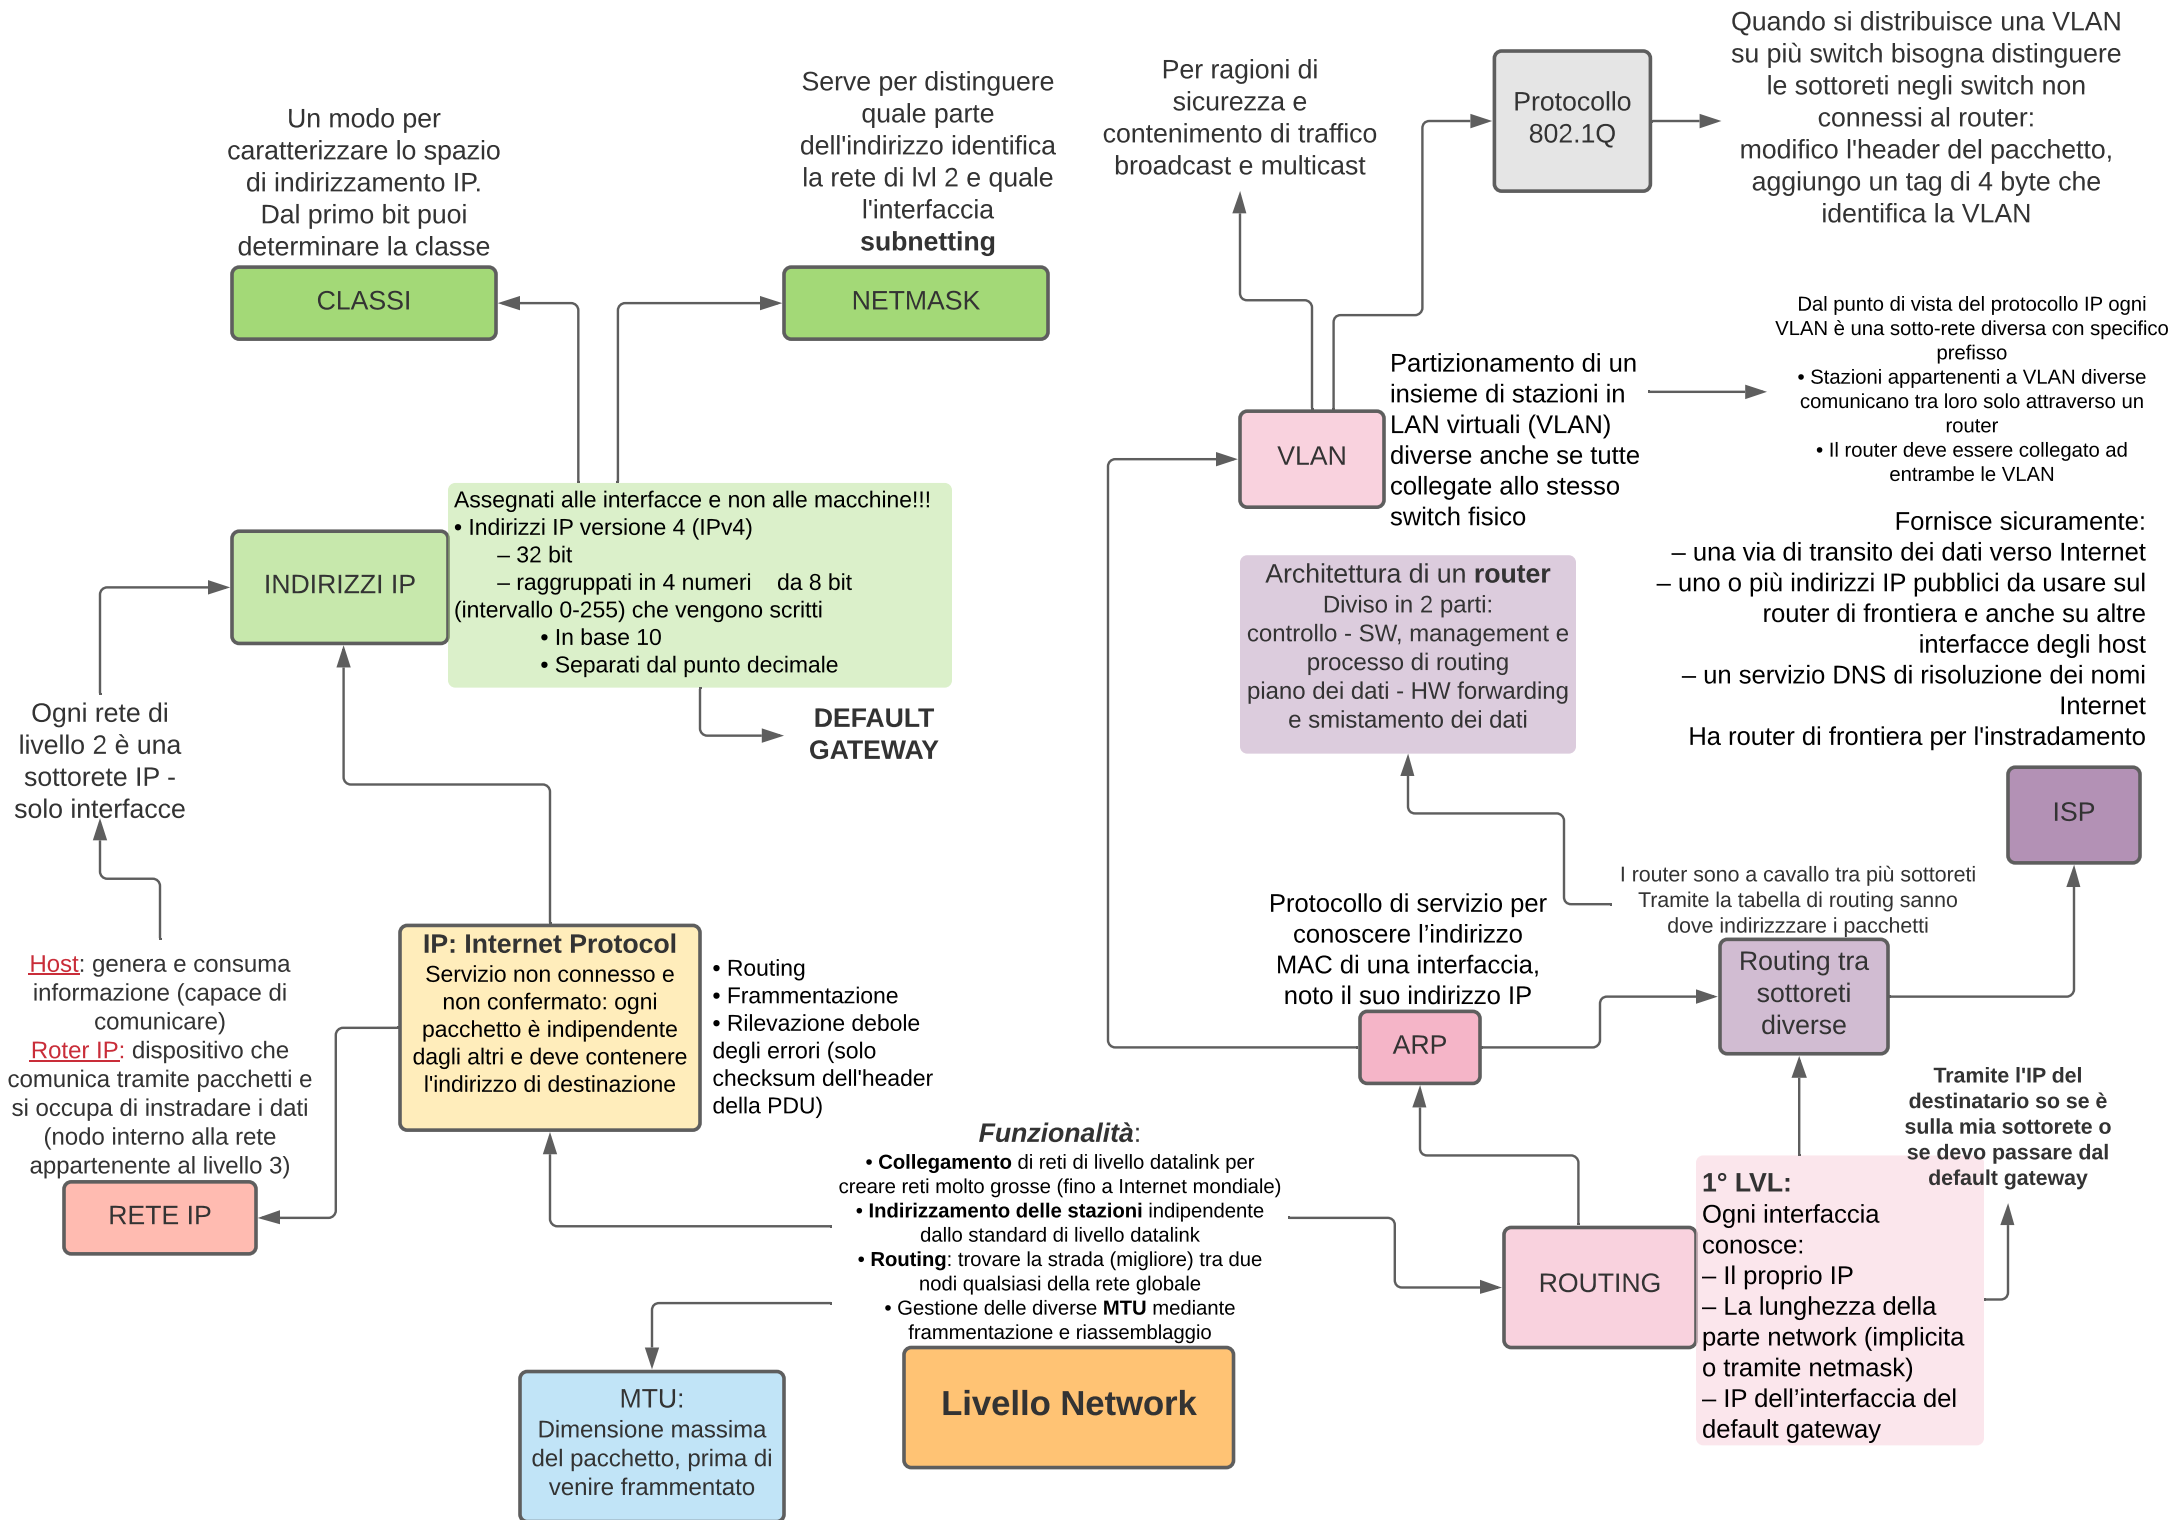 Un modo per
caratterizzare lo spazio
di indirizzamento IP.
Dal primo bit puoi
determinare la classe
CLASSI
Serve per distinguere
quale parte
dell'indirizzo identifica
la rete di lvl 2 e quale
l'interfaccia
subnetting
NETMASK
Per ragioni di
sicurezza e
contenimento di traffico
broadcast e multicast
Protocollo
802.1Q
Quando si distribuisce una VLAN
su più switch bisogna distinguere
le sottoreti negli switch non
connessi al router:
modifico l'header del pacchetto,
aggiungo un tag di 4 byte che
identifica la VLAN
Dal punto di vista del protocollo IP ogni
VLAN è una sotto-rete diversa con specifico
prefisso
• Stazioni appartenenti a VLAN diverse
comunicano tra loro solo attraverso un
router
• Il router deve essere collegato ad
entrambe le VLAN
VLAN
Partizionamento di un
insieme di stazioni in
LAN virtuali (VLAN)
diverse anche se tutte
collegate allo stesso
switch fisico
INDIRIZZI IP
Assegnati alle interfacce e non alle macchine!!!
• Indirizzi IP versione 4 (IPv4)
– 32 bit
– raggruppati in 4 numeri da 8 bit
(intervallo 0-255) che vengono scritti
• In base 10
• Separati dal punto decimale
DEFAULT
GATEWAY
Architettura di un router
Diviso in 2 parti:
controllo - SW, management e
processo di routing
piano dei dati - HW forwarding
e smistamento dei dati
Fornisce sicuramente:
– una via di transito dei dati verso Internet
– uno o più indirizzi IP pubblici da usare sul
router di frontiera e anche su altre
interfacce degli host
– un servizio DNS di risoluzione dei nomi
Internet
Ha router di frontiera per l'instradamento
ISP
Ogni rete di
livello 2 è una
sottorete IP -
solo interfacce
Host: genera e consuma
informazione (capace di
comunicare)
Roter IP: dispositivo che
comunica tramite pacchetti e
si occupa di instradare i dati
(nodo interno alla rete
appartenente al livello 3)
RETE IP
IP: Internet Protocol
Servizio non connesso e
non confermato: ogni
pacchetto è indipendente
dagli altri e deve contenere
l'indirizzo di destinazione
• Routing
• Frammentazione
• Rilevazione debole
degli errori (solo
checksum dell'header
della PDU)
Protocollo di servizio per
conoscere l’indirizzo
MAC di una interfaccia,
noto il suo indirizzo IP
ARP
I router sono a cavallo tra più sottoreti
Tramite la tabella di routing sanno
dove indirizzzare i pacchetti
Routing tra
sottoreti
diverse
Tramite l'IP del
destinatario so se è
sulla mia sottorete o
se devo passare dal
default gateway
Funzionalità:
• Collegamento di reti di livello datalink per
creare reti molto grosse (fino a Internet mondiale)
• Indirizzamento delle stazioni indipendente
dallo standard di livello datalink
• Routing: trovare la strada (migliore) tra due
nodi qualsiasi della rete globale
• Gestione delle diverse MTU mediante
frammentazione e riassemblaggio
Livello Network
ROUTING
1° LVL:
Ogni interfaccia
conosce:
– Il proprio IP
– La lunghezza della
parte network (implicita
o tramite netmask)
– IP dell’interfaccia del
default gateway
MTU:
Dimensione massima
del pacchetto, prima di
venire frammentato